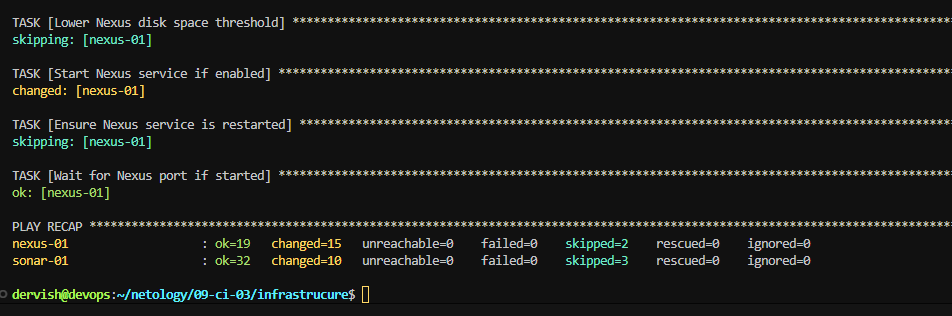 TASK [Lower Nexus disk space threshold] ************************************************************************************************
skipping: [nexus-01]
TASK [Start Nexus service if enabled] **************************************************************************************************
changed: [nexus-01]
TASK [Ensure Nexus service is restarted] ***********************************************************************************************
skipping: [nexus-01]
TASK [Wait for Nexus port if started] **************************************************************************************************
ok: [nexus-01]
PLAY RECAP *****************************************************************************************************************************
nexus-01                   : ok=19   changed=15   unreachable=0    failed=0    skipped=2    rescued=0    ignored=0
sonar-01                   : ok=32   changed=10   unreachable=0    failed=0    skipped=3    rescued=0    ignored=0
dervish@devops:~/netology/09-ci-03/infrastrucure$